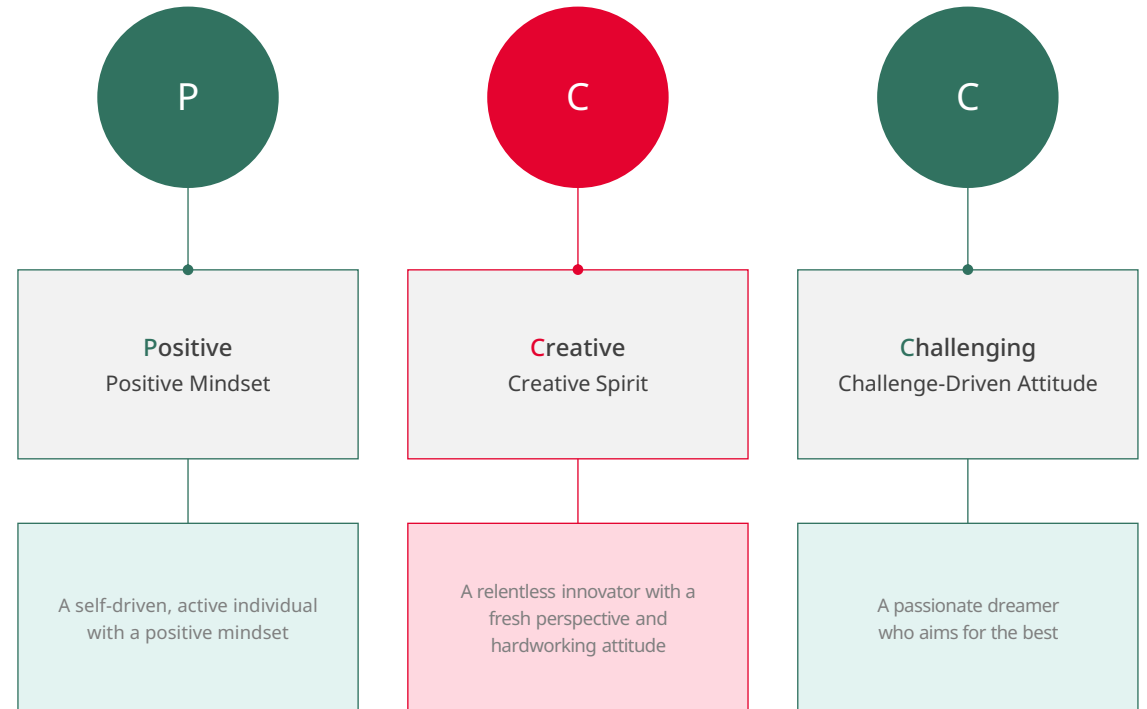 P
Positive
Positive Mindset
A self-driven, active individual
with a positive mindset
C
Creative
Creative Spirit
A relentless innovator with a
fresh perspective and
hardworking attitude
C
Challenging
Challenge-Driven Attitude
A passionate dreamer
who aims for the best